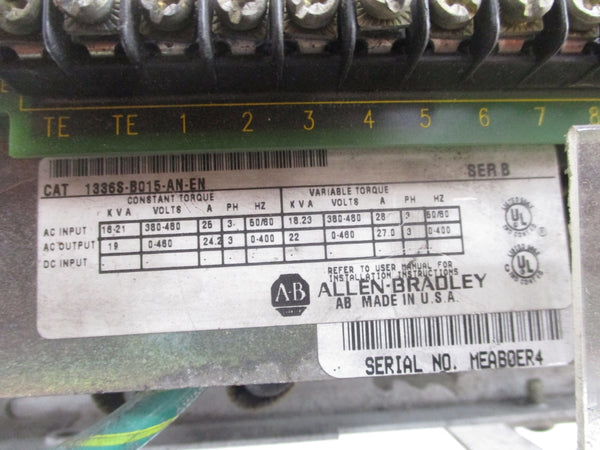 TE TE 1 2 3 4 5 6 7 8
CAT 1336S-B015-AN-EN SER B
CONSTANT TORQUE VARIABLE TORQUE
KVA VOLTS A PH HZ KVA VOLTS A PH HZ
AC INPUT 16-21 380-480 25 3 50/60 18.23 380-480 28 3 50/60
AC OUTPUT 19 0-460 24.2 3 0-400 22 0-460 27.0 3 0-400
DC INPUT - - - - - - - - - -
REFER TO USER MANUAL FOR
INSTALLATION INSTRUCTIONS
A-B ALLEN-BRADLEY
AB MADE IN U.S.A.
UL
UL
SERIAL NO. MEAB0ER4